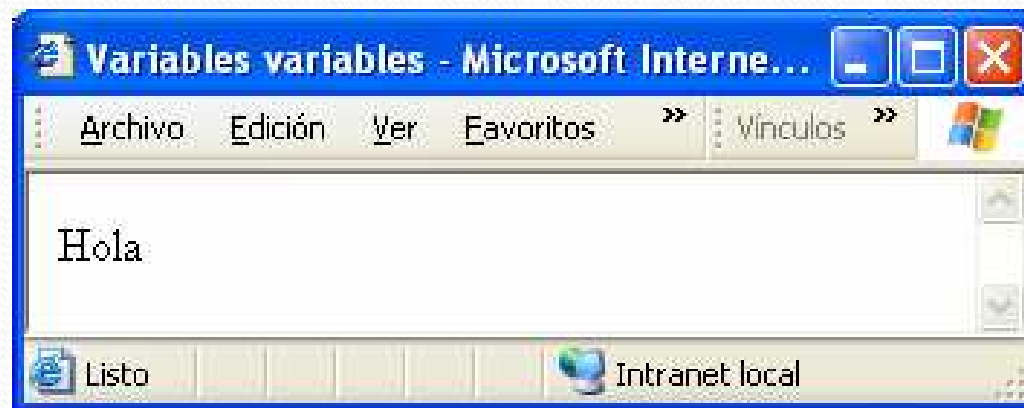 Variables variables - Microsoft Interne...
Archivo Edición Ver Favoritos » Vínculos »
Hola
Listo Intranet local